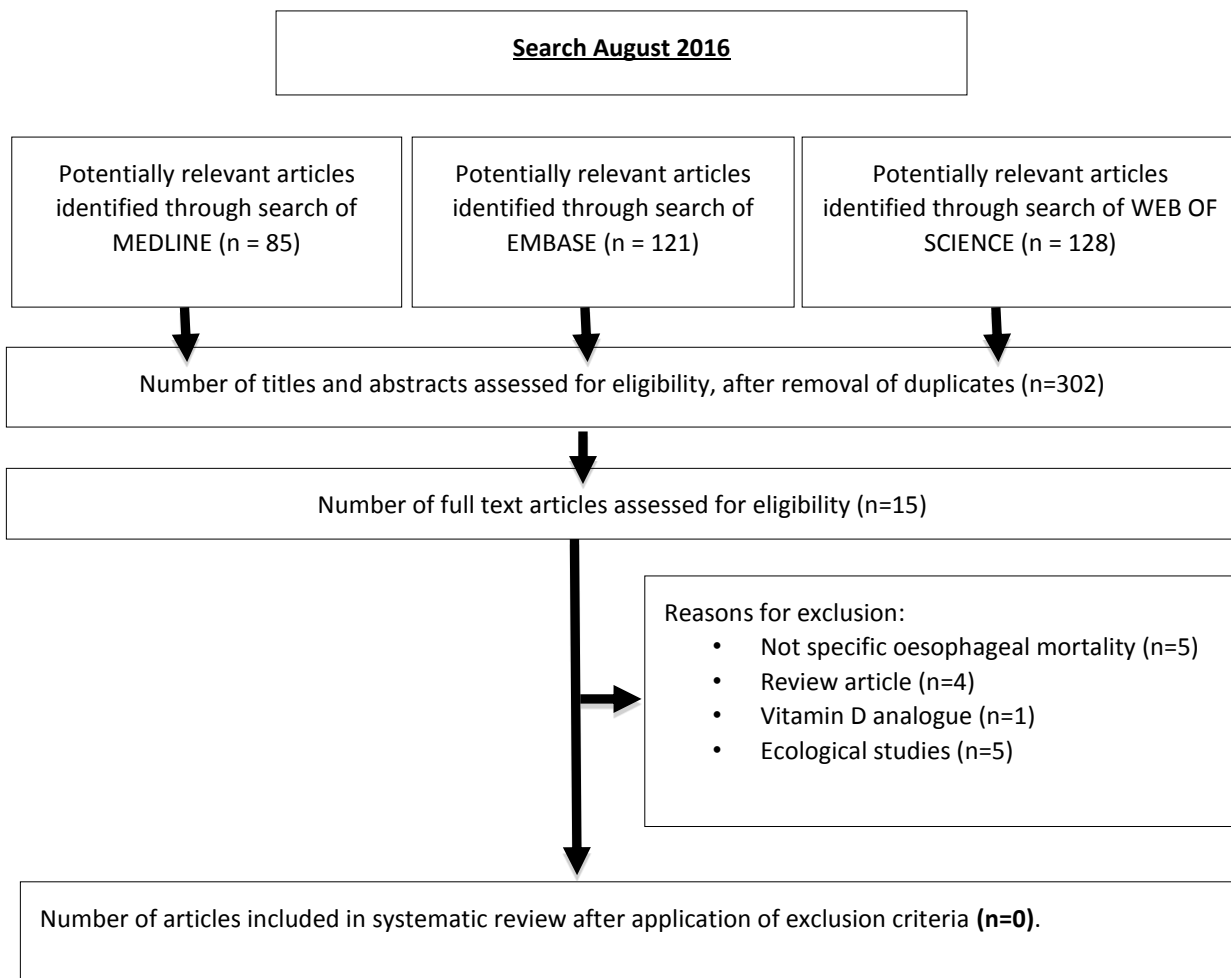 Search August 2016
Potentially relevant articles
identified through search of
MEDLINE (n = 85)
Potentially relevant articles
identified through search of
EMBASE (n = 121)
Potentially relevant articles
identified through search of WEB OF
SCIENCE (n = 128)
Number of titles and abstracts assessed for eligibility, after removal of duplicates (n=302)
Number of full text articles assessed for eligibility (n=15)
Reasons for exclusion:
• Not specific oesophageal mortality (n=5)
• Review article (n=4)
• Vitamin D analogue (n=1)
• Ecological studies (n=5)
Number of articles included in systematic review after application of exclusion criteria (n=0).